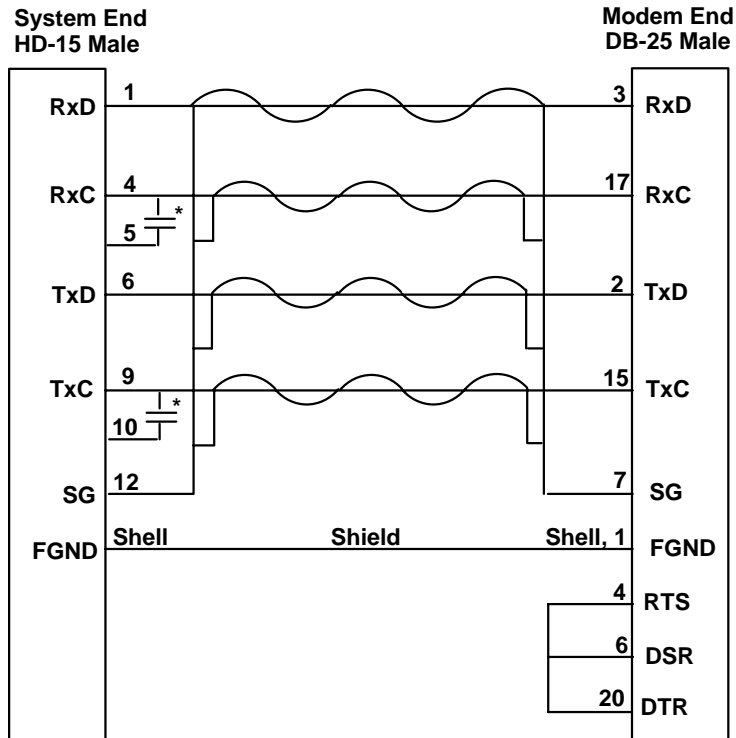 System End
HD-15 Male
Modem End
DB-25 Male
RxD 1 3 RxD
RxC 4 17 RxC
*
5
TxD 6 2 TxD
TxC 9 15 TxC
*
10
SG 12 7 SG
FGND Shell Shield Shell, 1 FGND
4 RTS
6 DSR
20 DTR